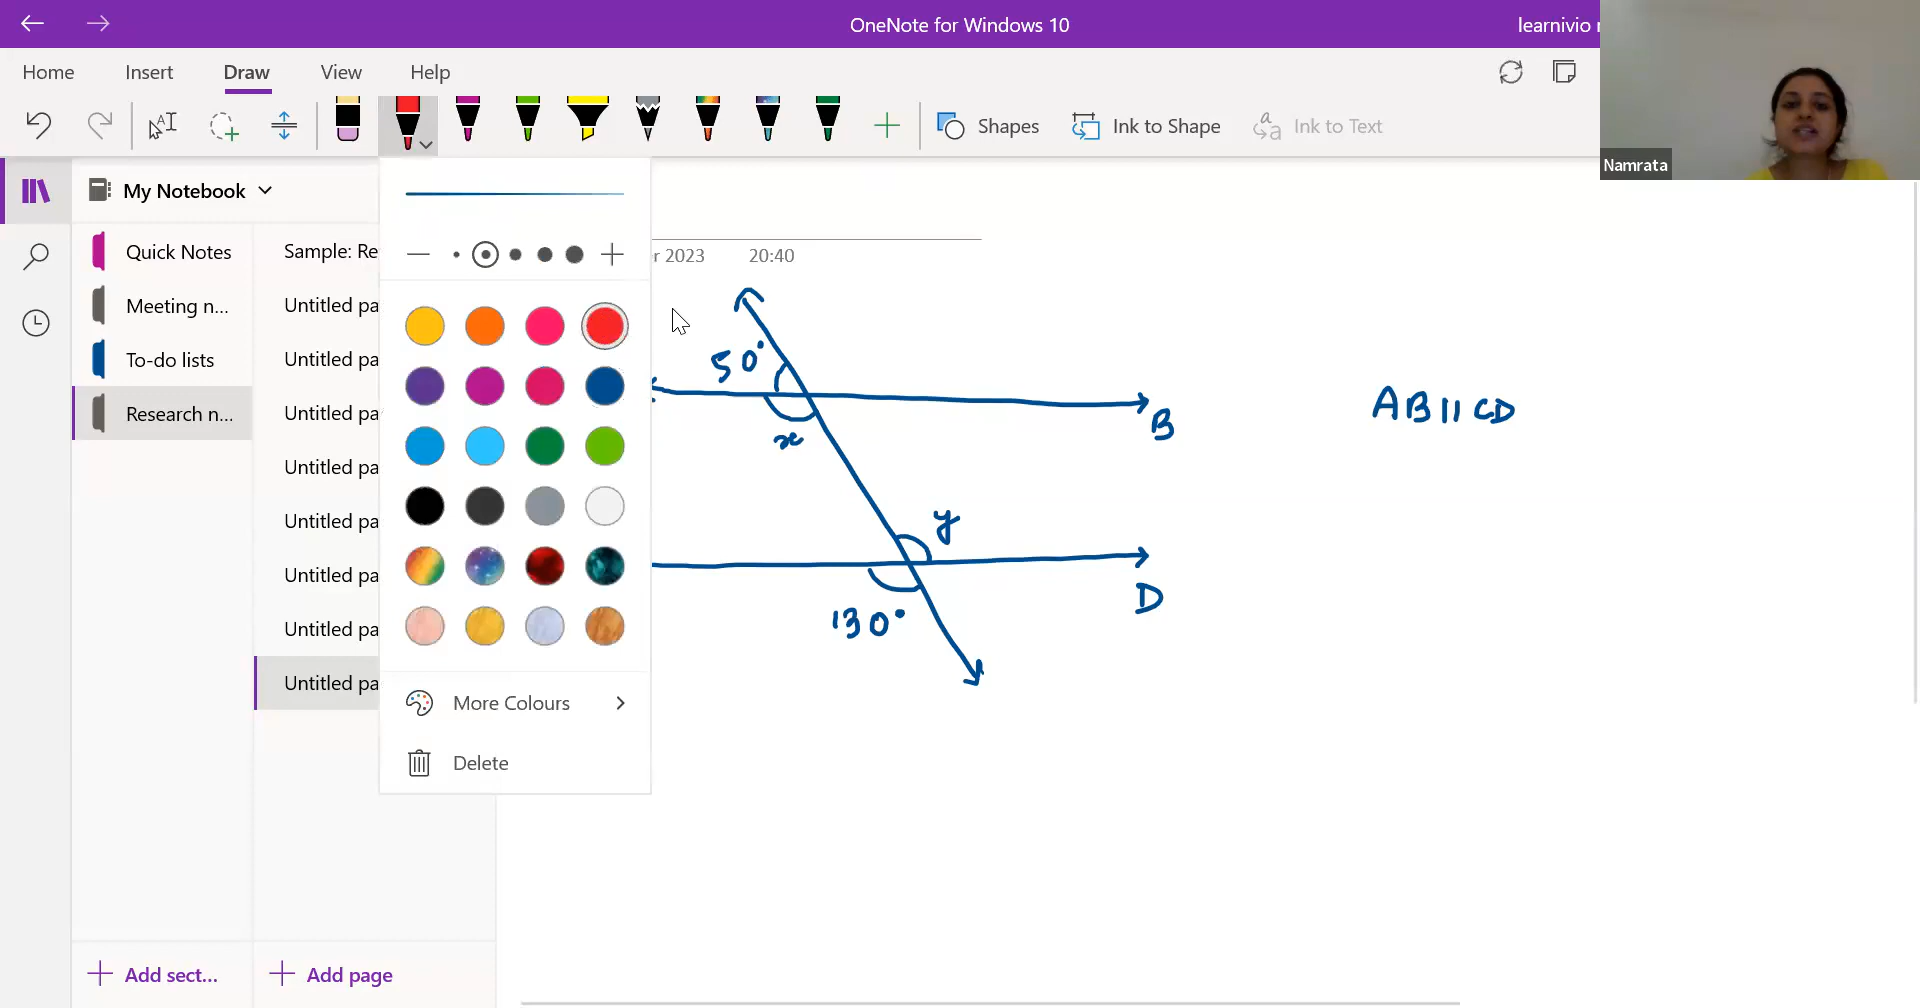 OneNote for Windows 10
learnivio
Home
Insert
Draw
View
Help
Shapes
Ink to Shape
Ink to Text
Namrata
My Notebook
Quick Notes
Meeting n...
To-do lists
Research n...
Sample: Re
Untitled pa
Untitled pa
Untitled pa
Untitled pa
Untitled pa
Untitled pa
Untitled pa
Untitled pa
r 2023
20:40
50°
x
B
AB || CD
y
130°
D
More Colours
Delete
Add sect...
Add page